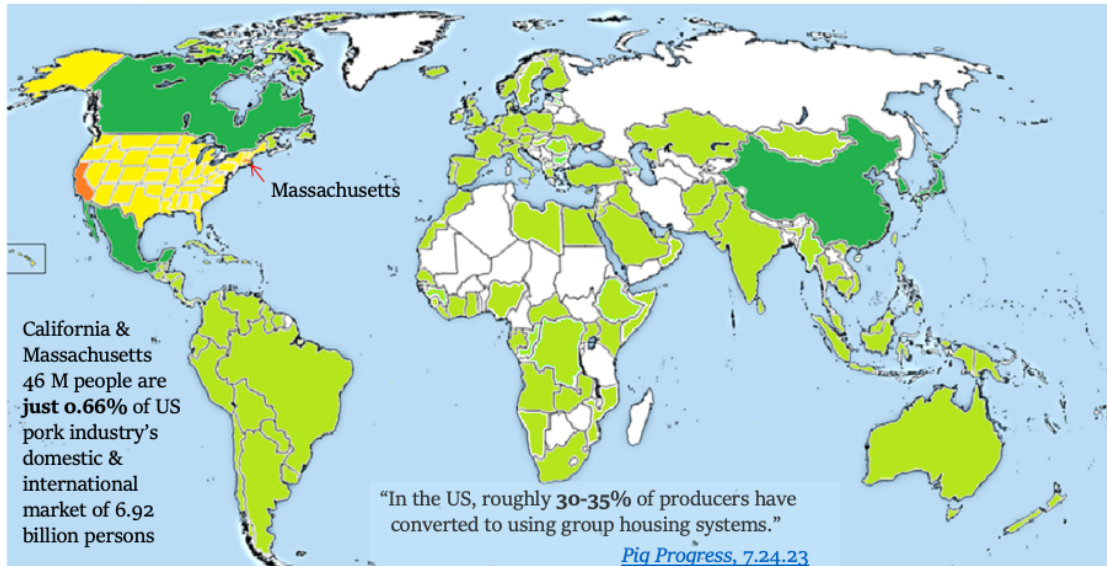 Massachusetts
California &
Massachusetts
46 M people are
just 0.66% of US
pork industry's
domestic &
international
market of 6.92
billion persons
“In the US, roughly 30-35% of producers have
converted to using group housing systems.”
Pig Progress, 7.24.23